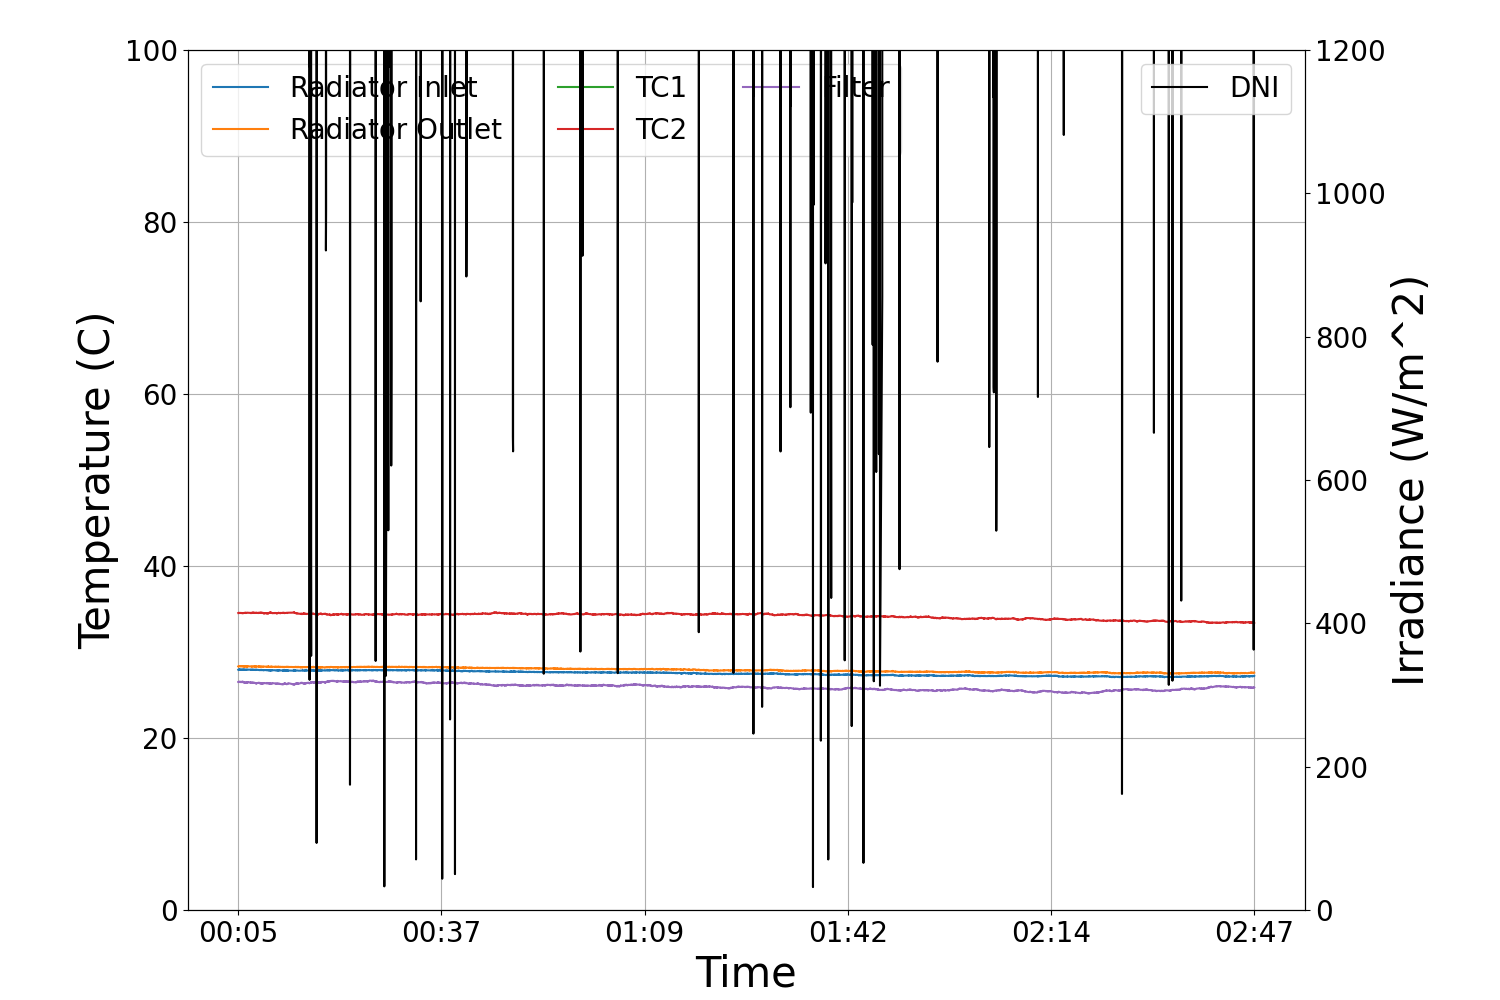 100
80
60
40
20
0
Temperature (C)
Radiator Inlet
Radiator Outlet
TC1
TC2
Filter
DNI
1200
1000
800
600
400
200
0
Irradiance (W/m^2)
00:05 00:37 01:09 01:42 02:14 02:47
Time